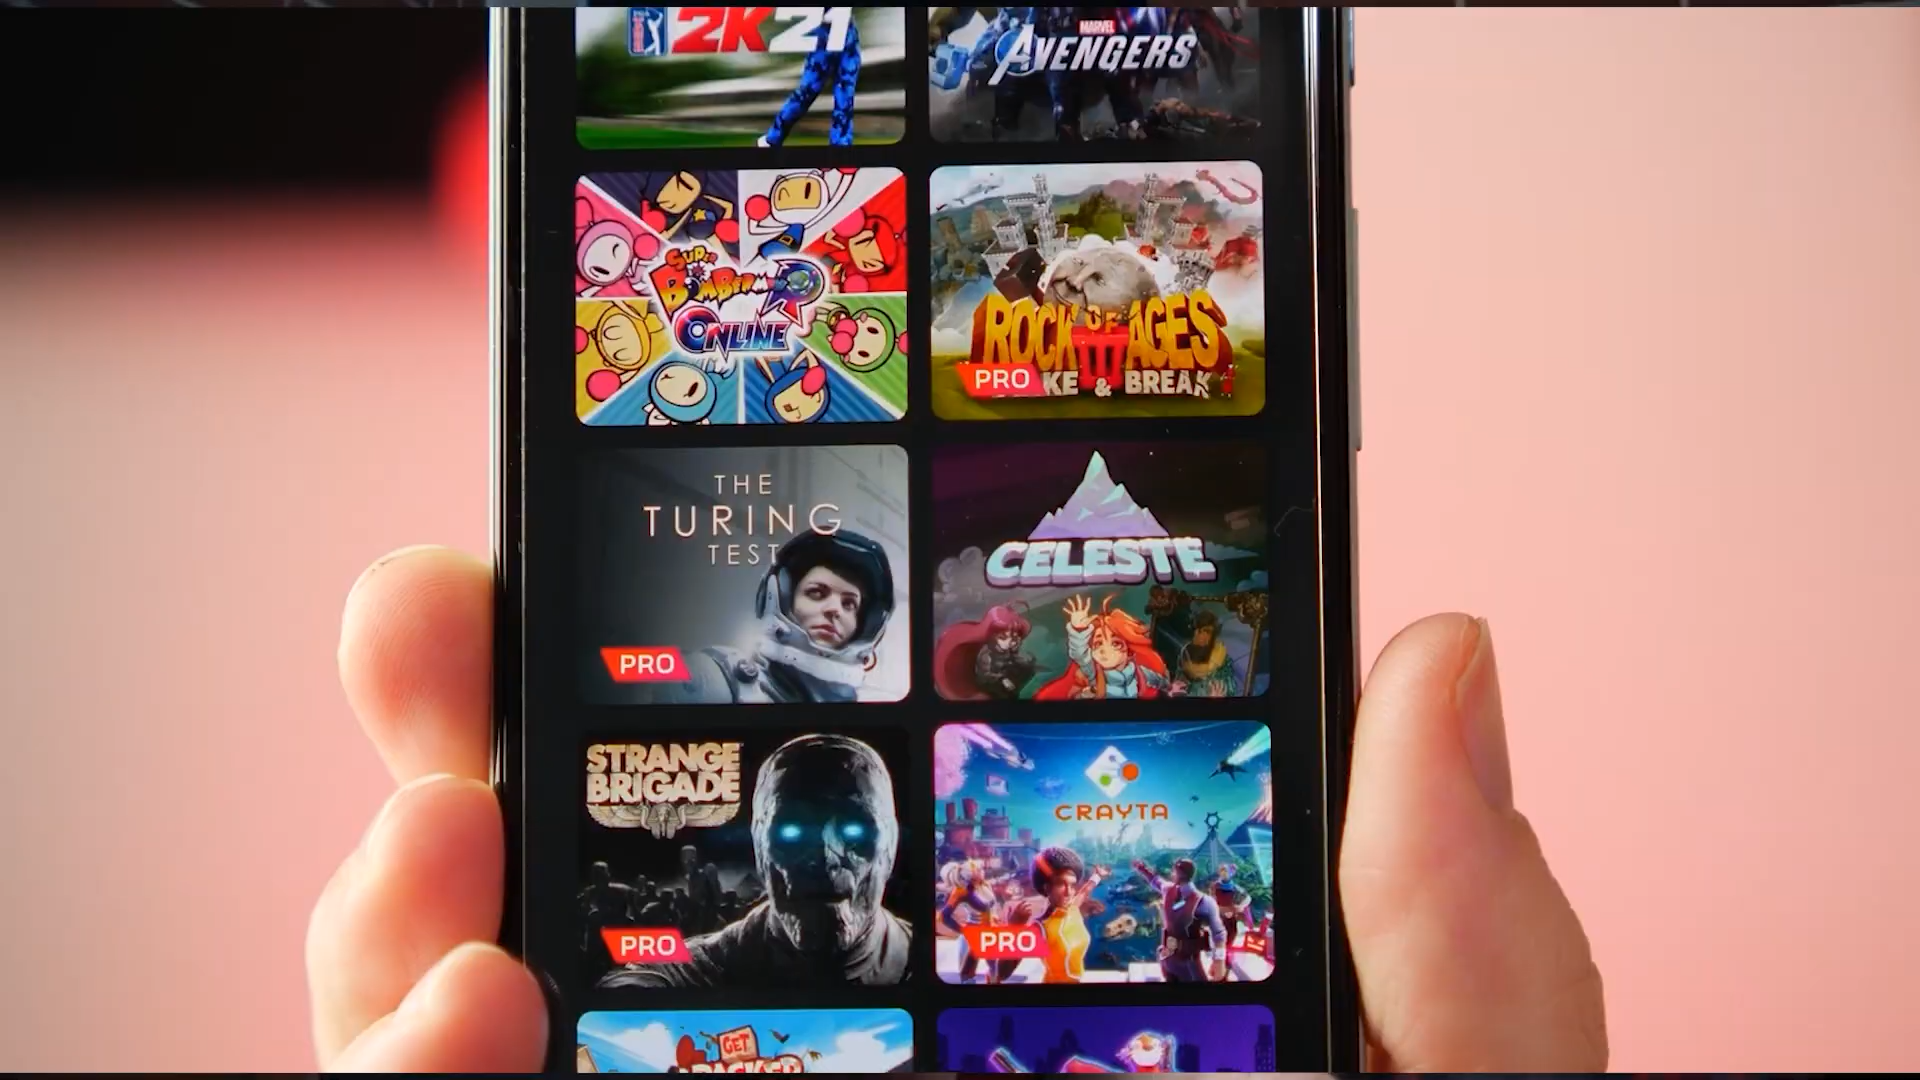 2K21
MARVEL
AVENGERS
SUPER
BOMBERMAN R
ONLINE
ROCK OF AGES
III
PRO
KE & BREAK
THE
TURING
TEST
PRO
CELESTE
STRANGE
BRIGADE
PRO
CRAYTA
PRO
GET
PACKED